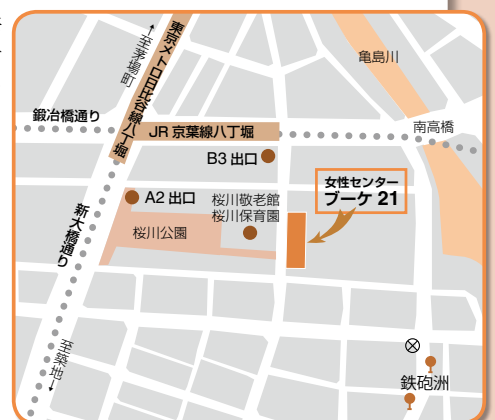 ←至茅場町
東京メトロ日比谷線八丁堀
亀島川
鍛冶橋通り
JR 京葉線八丁堀
南高橋
B3 出口
女性センター
ブーケ 21
A2 出口
桜川敬老館
桜川保育園
桜川公園
新大橋通り
至築地→
鉄砲洲